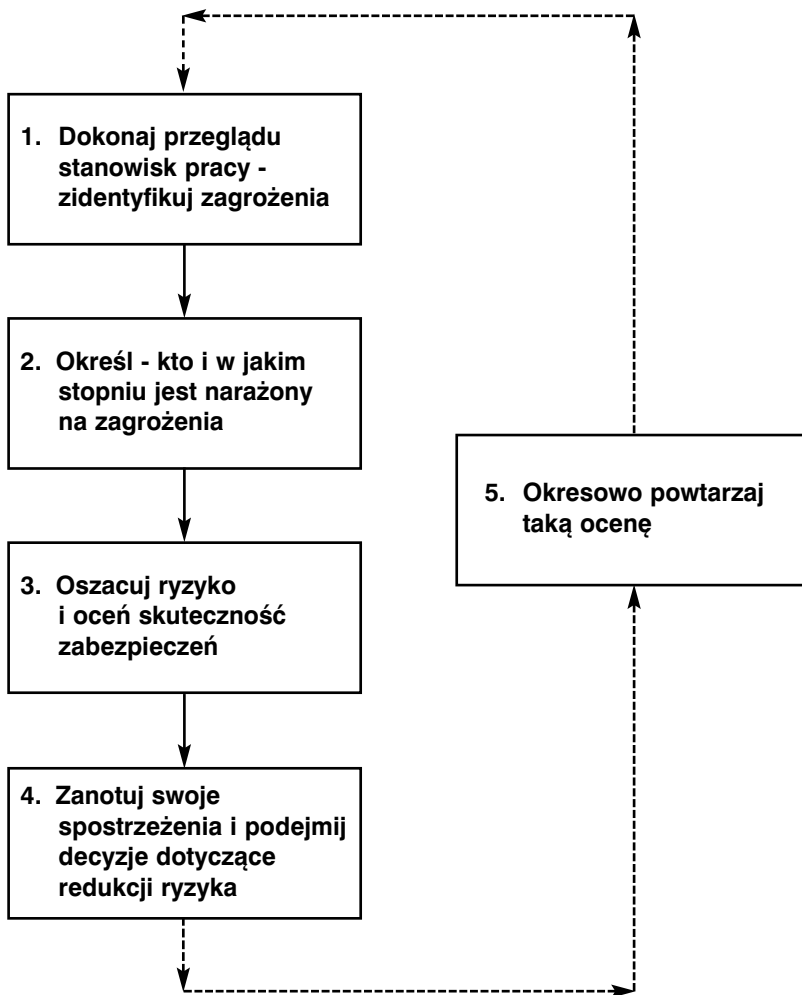 1. Dokonaj przeglądu
stanowisk pracy -
zidentyfikuj zagrożenia
2. Określ - kto i w jakim
stopniu jest narażony
na zagrożenia
3. Oszacuj ryzyko
i oceń skuteczność
zabezpieczeń
4. Zanotuj swoje
spostrzeżenia i podejmij
decyzje dotyczące
redukcji ryzyka
5. Okresowo powtarzaj
taką ocenę